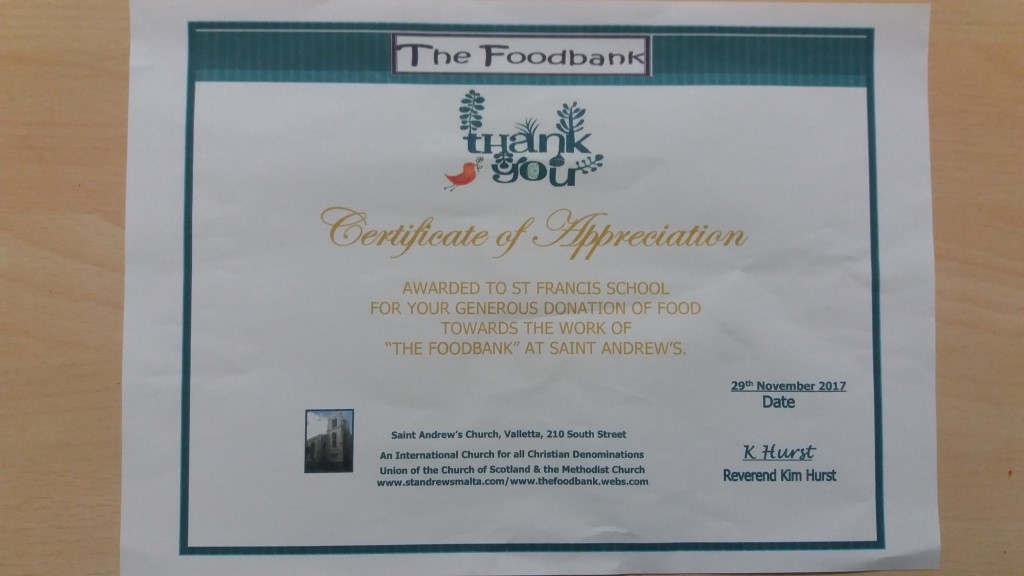 The Foodbank
thank
you
Certificate of Appreciation
AWARDED TO ST FRANCIS SCHOOL
FOR YOUR GENEROUS DONATION OF FOOD
TOWARDS THE WORK OF
“THE FOODBANK” AT SAINT ANDREW’S.
29th November 2017
Date
Saint Andrew’s Church, Valletta, 210 South Street
An International Church for all Christian Denominations
Union of the Church of Scotland & the Methodist Church
www.standrewsmalta.com/www.thefoodbank.webs.com
K Hurst
Reverend Kim Hurst